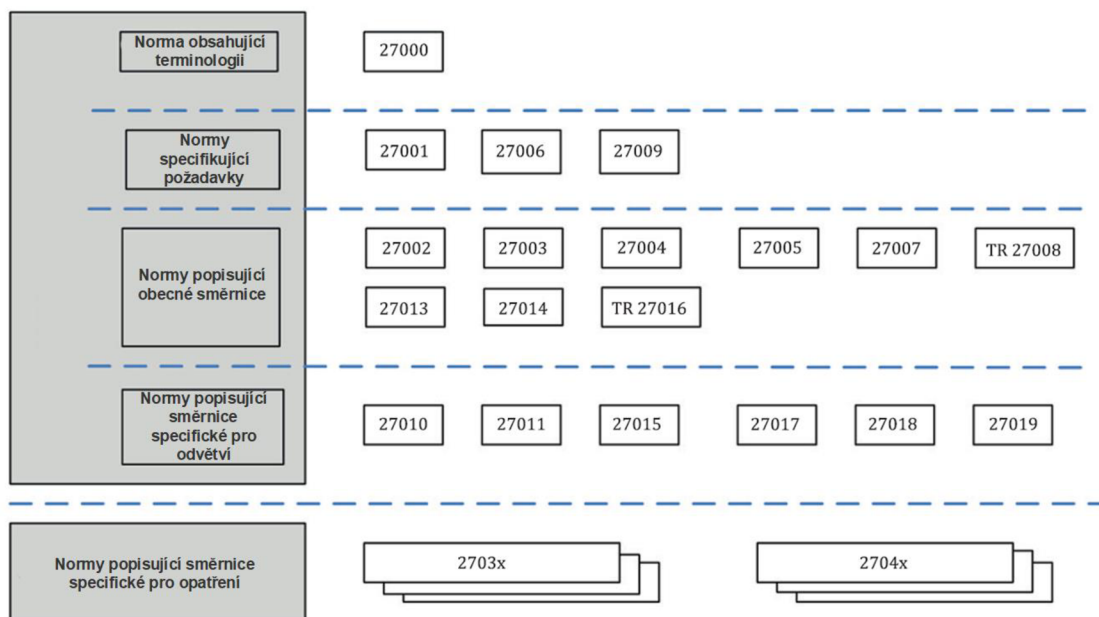 Norma obsahující
terminologii
27000
Normy
specifikující
požadavky
27001 27006 27009
Normy popisující
obecné směrnice
27002 27003 27004 27005 27007 TR 27008
27013 27014 TR 27016
Normy popisující
směrnice
specifické pro
odvětví
27010 27011 27015 27017 27018 27019
Normy popisující směrnice
specifické pro opatření
2703x 2704x